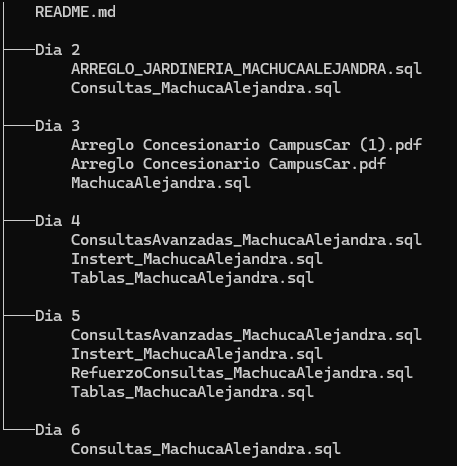 README.md
Dia 2
ARREGLO_JARDINERIA_MACHUCAALEJANDRA.sql
Consultas_MachucaAlejandra.sql
Dia 3
Arreglo Concesionario CampusCar (1).pdf
Arreglo Concesionario CampusCar.pdf
MachucaAlejandra.sql
Dia 4
ConsultasAvanzadas_MachucaAlejandra.sql
Instert_MachucaAlejandra.sql
Tablas_MachucaAlejandra.sql
Dia 5
ConsultasAvanzadas_MachucaAlejandra.sql
Instert_MachucaAlejandra.sql
RefuerzoConsultas_MachucaAlejandra.sql
Tablas_MachucaAlejandra.sql
Dia 6
Consultas_MachucaAlejandra.sql